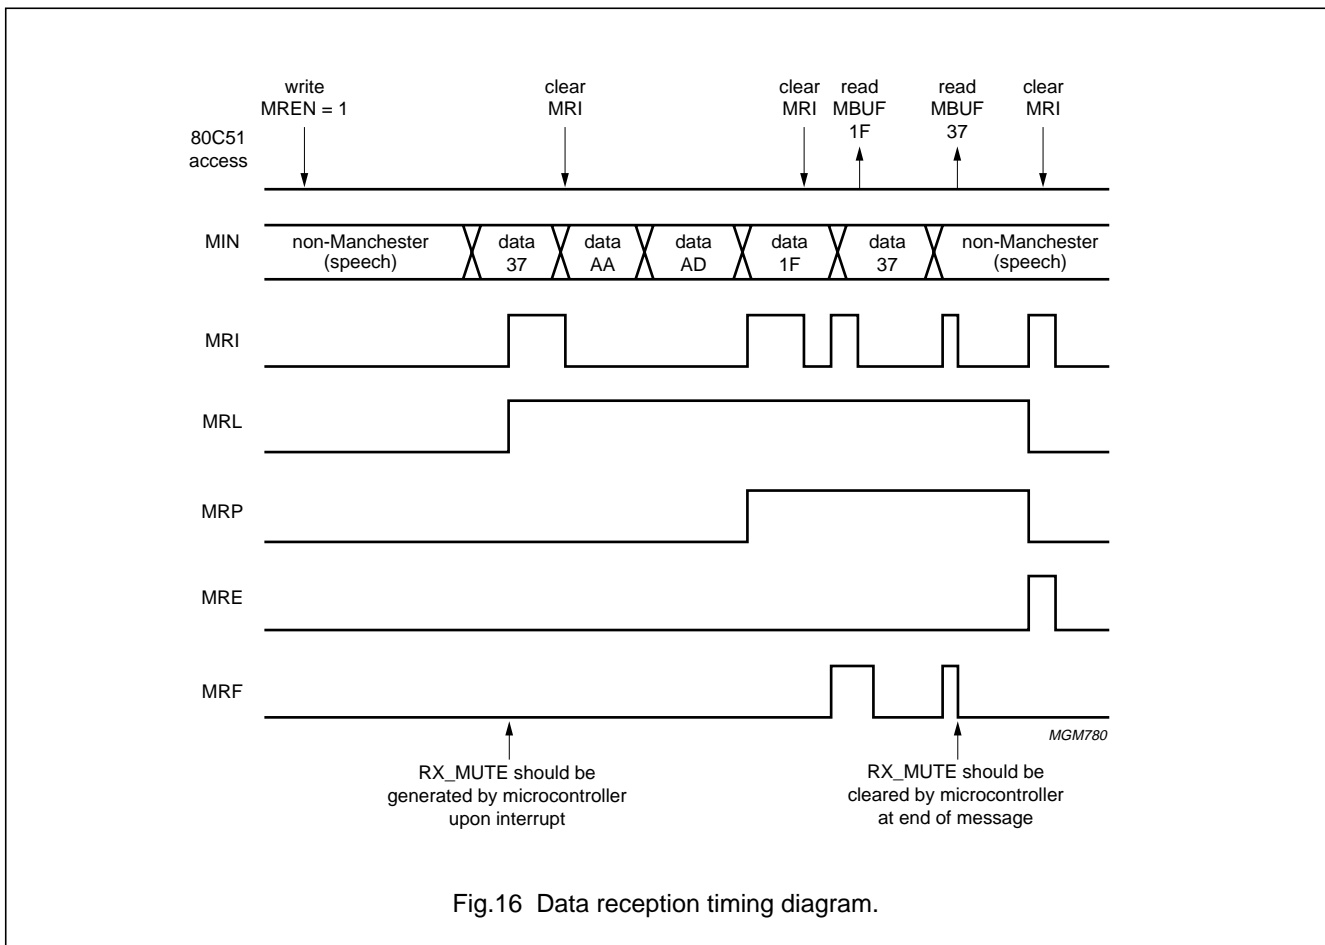 write
MREN = 1
clear
MRI
clear
MRI
read
MBUF
1F
read
MBUF
37
clear
MRI
80C51
access
MIN
non-Manchester
(speech)
data
37
data
AA
data
AD
data
1F
data
37
non-Manchester
(speech)
MRI
MRL
MRP
MRE
MRF
MGM780
RX_MUTE should be
generated by microcontroller
upon interrupt
RX_MUTE should be
cleared by microcontroller
at end of message
Fig.16 Data reception timing diagram.